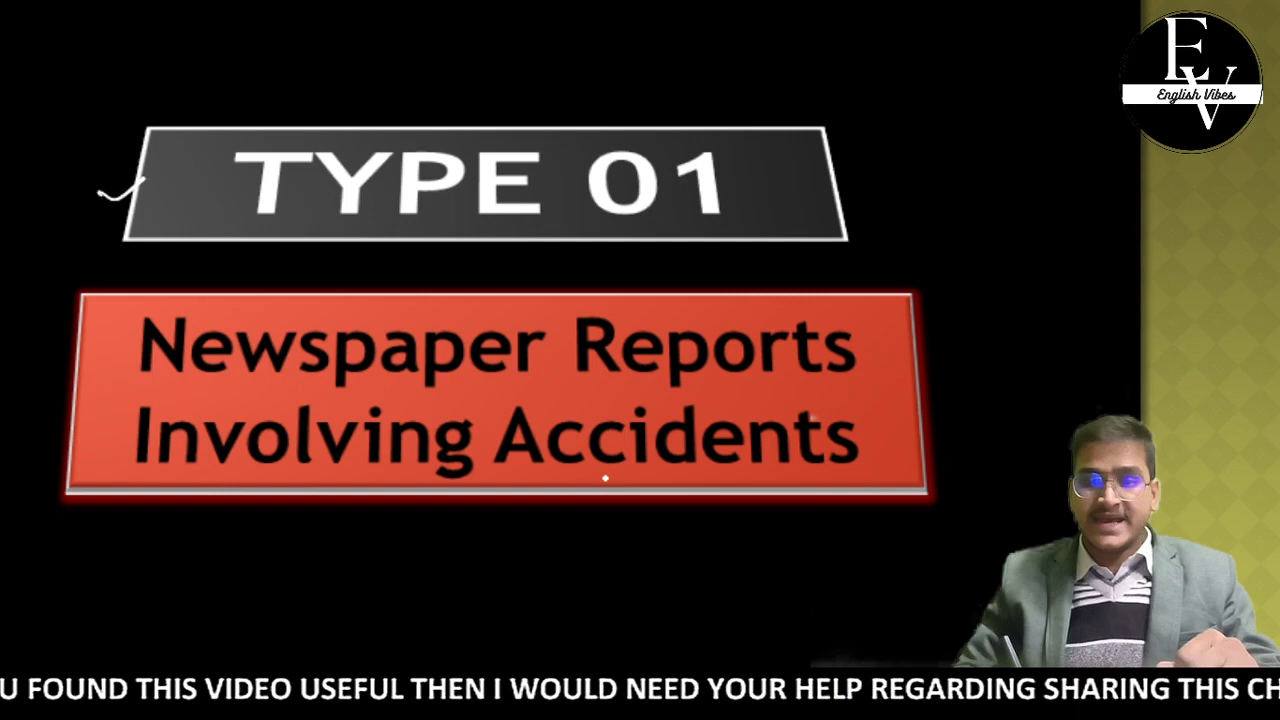 EV
English Vibes
TYPE 01
Newspaper Reports
Involving Accidents
U FOUND THIS VIDEO USEFUL THEN I WOULD NEED YOUR HELP REGARDING SHARING THIS CH